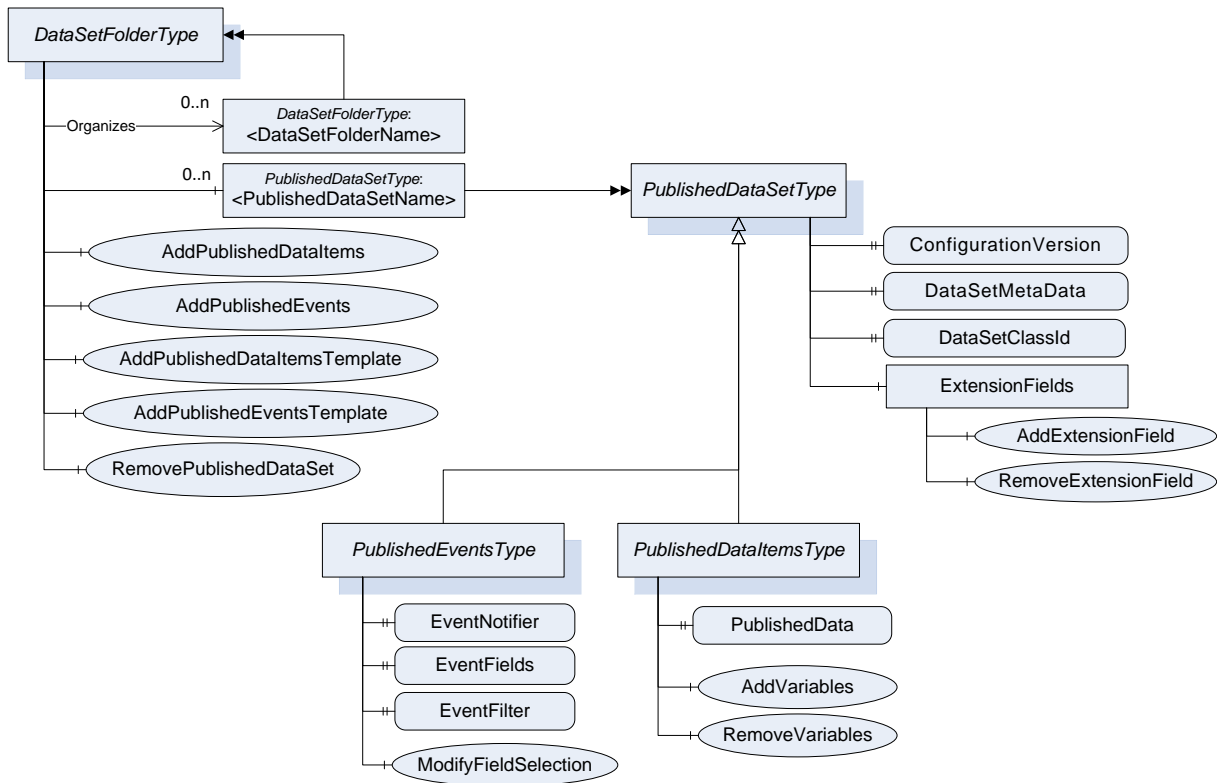 DataSetFolderType
0..n
DataSetFolderType:
<DataSetFolderName>
Organizes
0..n
PublishedDataSetType:
<PublishedDataSetName>
PublishedDataSetType
AddPublishedDataItems
AddPublishedEvents
AddPublishedDataItemsTemplate
AddPublishedEventsTemplate
RemovePublishedDataSet
ConfigurationVersion
DataSetMetaData
DataSetClassId
ExtensionFields
AddExtensionField
RemoveExtensionField
PublishedEventsType
EventNotifier
EventFields
EventFilter
ModifyFieldSelection
PublishedDataItemsType
PublishedData
AddVariables
RemoveVariables